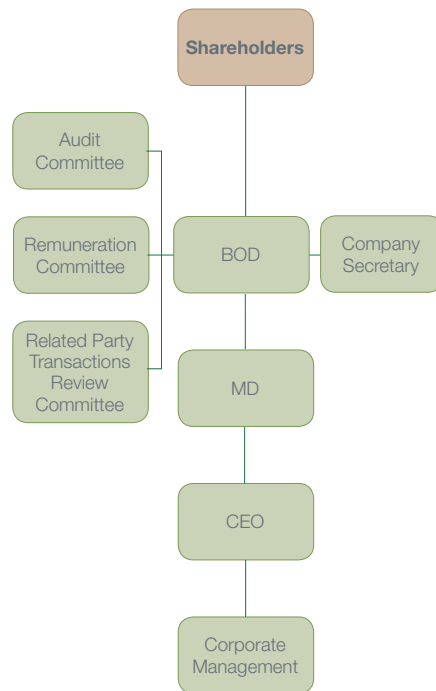 Shareholders
Audit
Committee
Remuneration
Committee
BOD
Company
Secretary
Related Party
Transactions
Review
Committee
MD
CEO
Corporate
Management